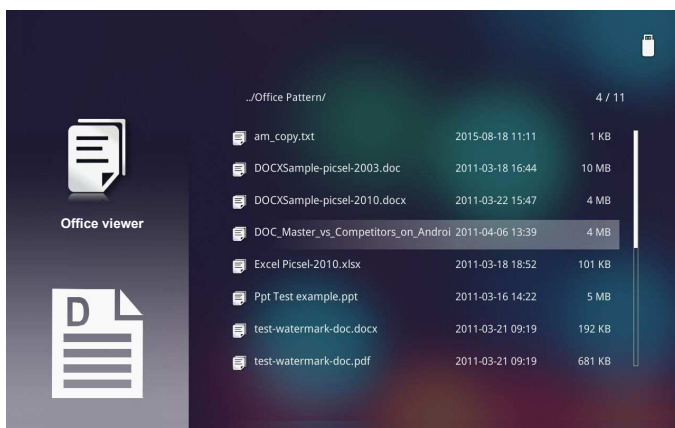 ../Office Pattern/ 4 / 11
am_copy.txt 2015-08-18 11:11 1 KB
DOCXSample-picsel-2003.doc 2011-03-18 16:44 10 MB
DOCXSample-picsel-2010.docx 2011-03-22 15:47 4 MB
Office viewer
DOC_Master_vs_Competitors_on_Androi 2011-04-06 13:39 4 MB
Excel Picsel-2010.xlsx 2011-03-18 18:52 101 KB
Ppt Test example.ppt 2011-03-16 14:22 5 MB
D
test-watermark-doc.docx 2011-03-21 09:19 192 KB
test-watermark-doc.pdf 2011-03-21 09:19 681 KB